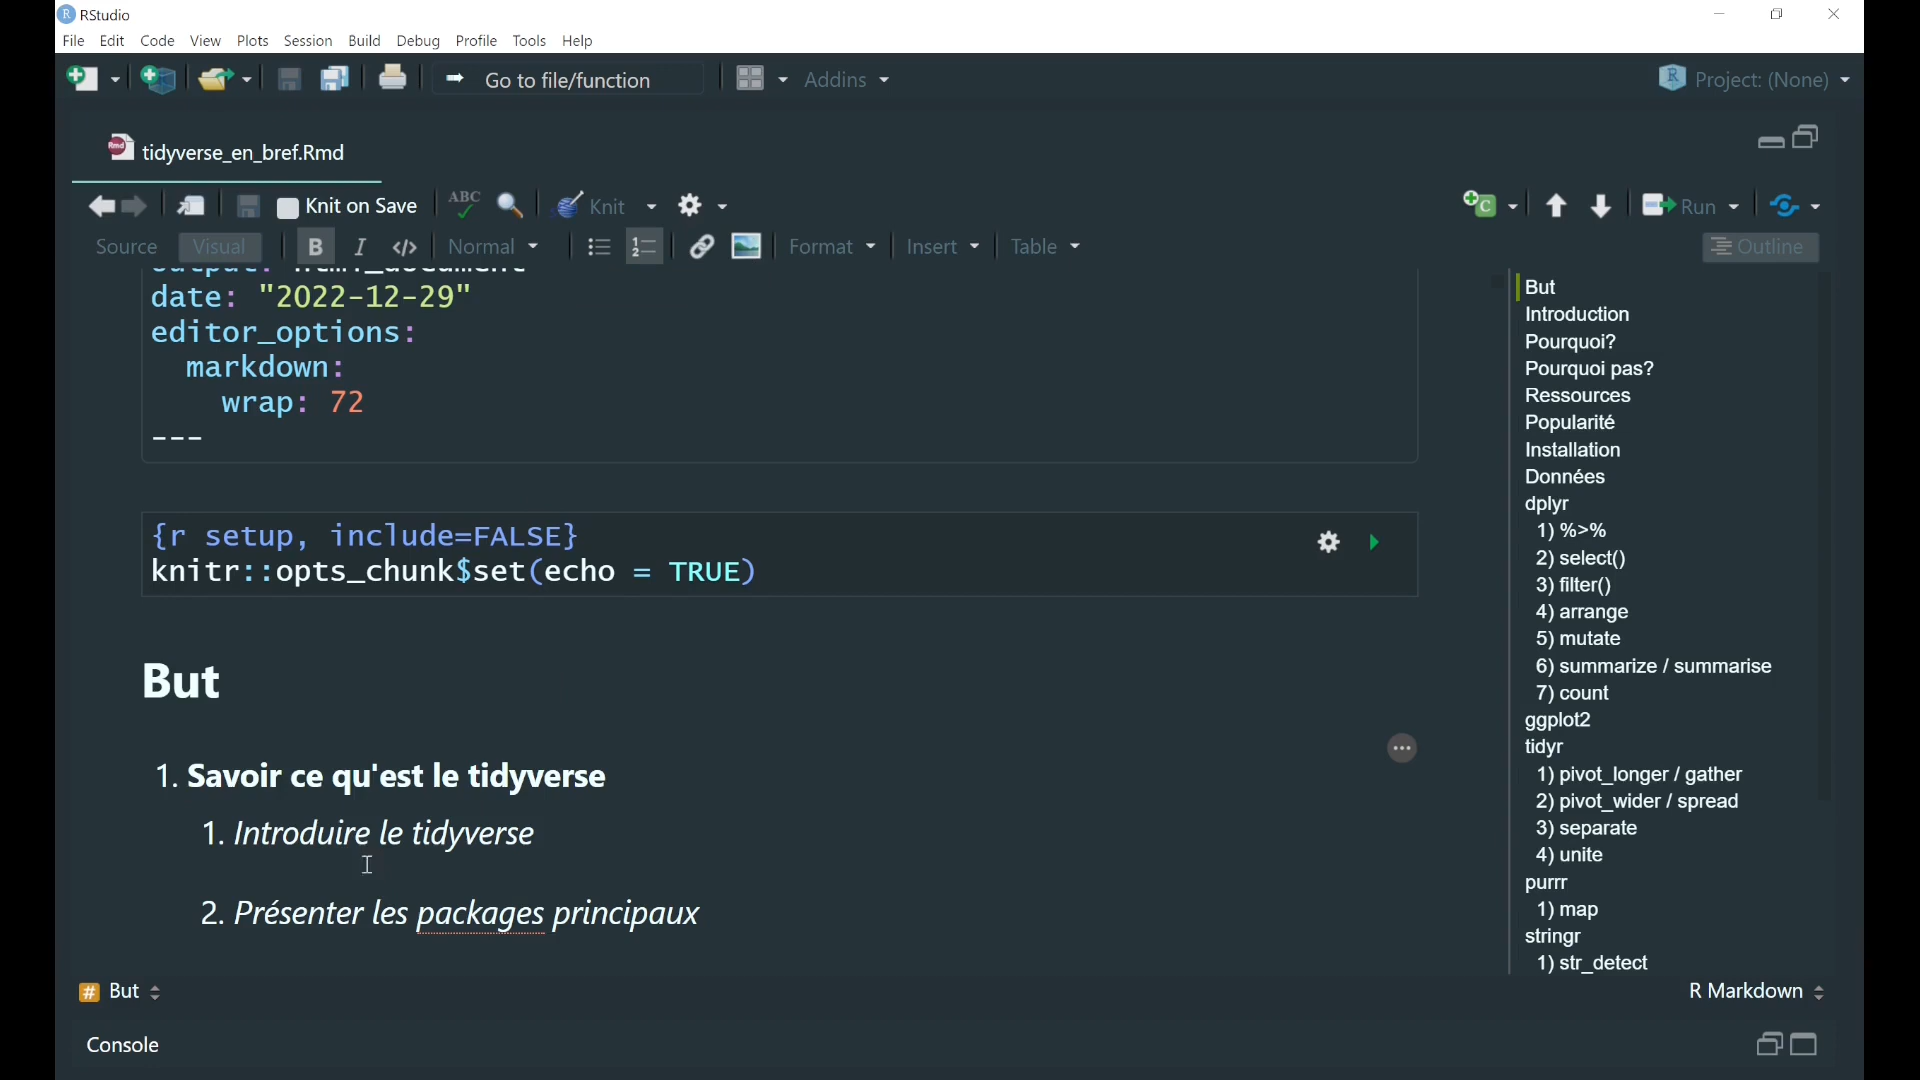 RStudio
File Edit Code View Plots Session Build Debug Profile Tools Help
Go to file/function Addins Project: (None)
tidyverse_en_bref.Rmd
Knit on Save ABC Knit Run
Source Visual B I </> Normal Format Insert Table Outline
output: html_document
date: "2022-12-29"
editor_options:
markdown:
wrap: 72
---
{r setup, include=FALSE}
knitr::opts_chunk$set(echo = TRUE)
But
1. Savoir ce qu'est le tidyverse
1. Introduire le tidyverse
2. Présenter les packages principaux
But
Introduction
Pourquoi?
Pourquoi pas?
Ressources
Popularité
Installation
Données
dplyr
1) %>%
2) select()
3) filter()
4) arrange
5) mutate
6) summarize / summarise
7) count
ggplot2
tidyr
1) pivot_longer / gather
2) pivot_wider / spread
3) separate
4) unite
purrr
1) map
stringr
1) str_detect
# But R Markdown
Console